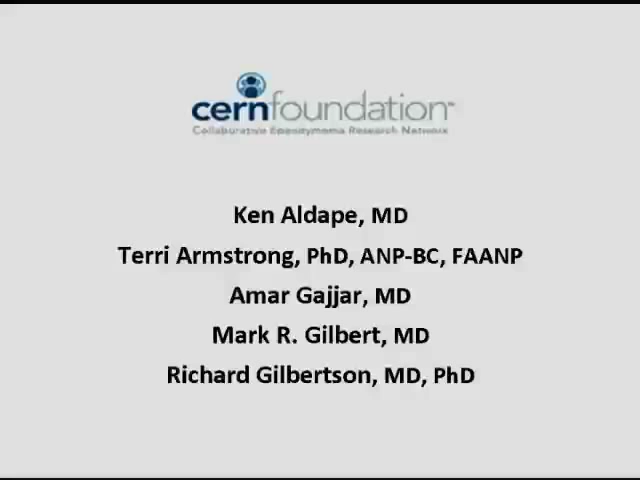 cernfoundation™
Collaborative Ependymoma Research Network
Ken Aldape, MD
Terri Armstrong, PhD, ANP-BC, FAANP
Amar Gajjar, MD
Mark R. Gilbert, MD
Richard Gilbertson, MD, PhD